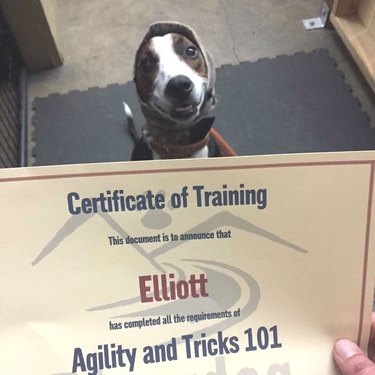 Certificate of Training
This document is to announce that
Elliott
has completed all the requirements of
Agility and Tricks 101